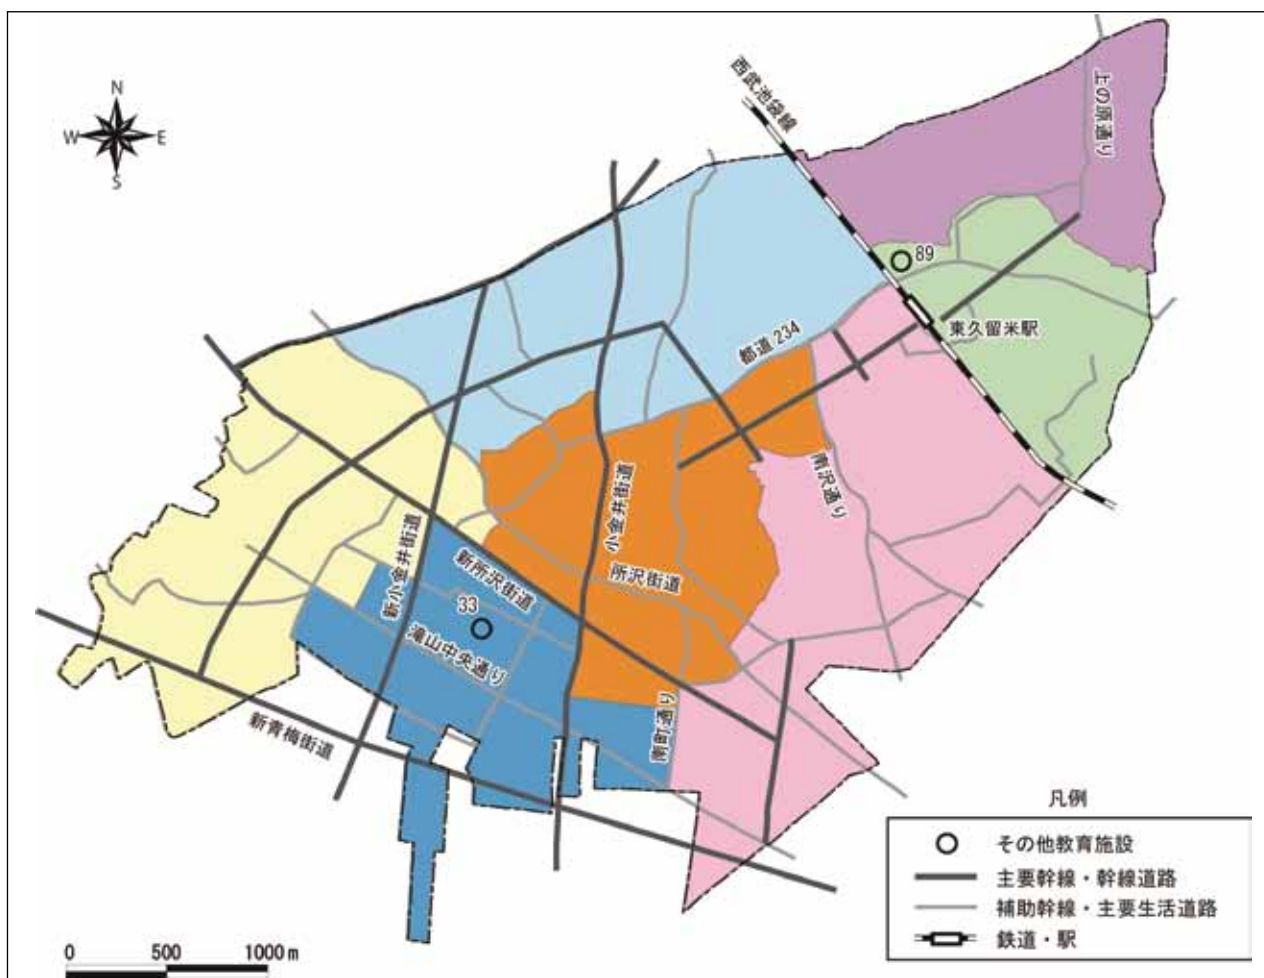 N
W
E
S
西武池袋線
上の原通り
89
東久留米駅
都道 234
南沢通り
小金井街道
所沢街道
新所沢街道
新小金井街道
33
滝山中央通り
南町通り
新青梅街道
凡例
その他教育施設
主要幹線・幹線道路
補助幹線・主要生活道路
鉄道・駅
0 500 1000m